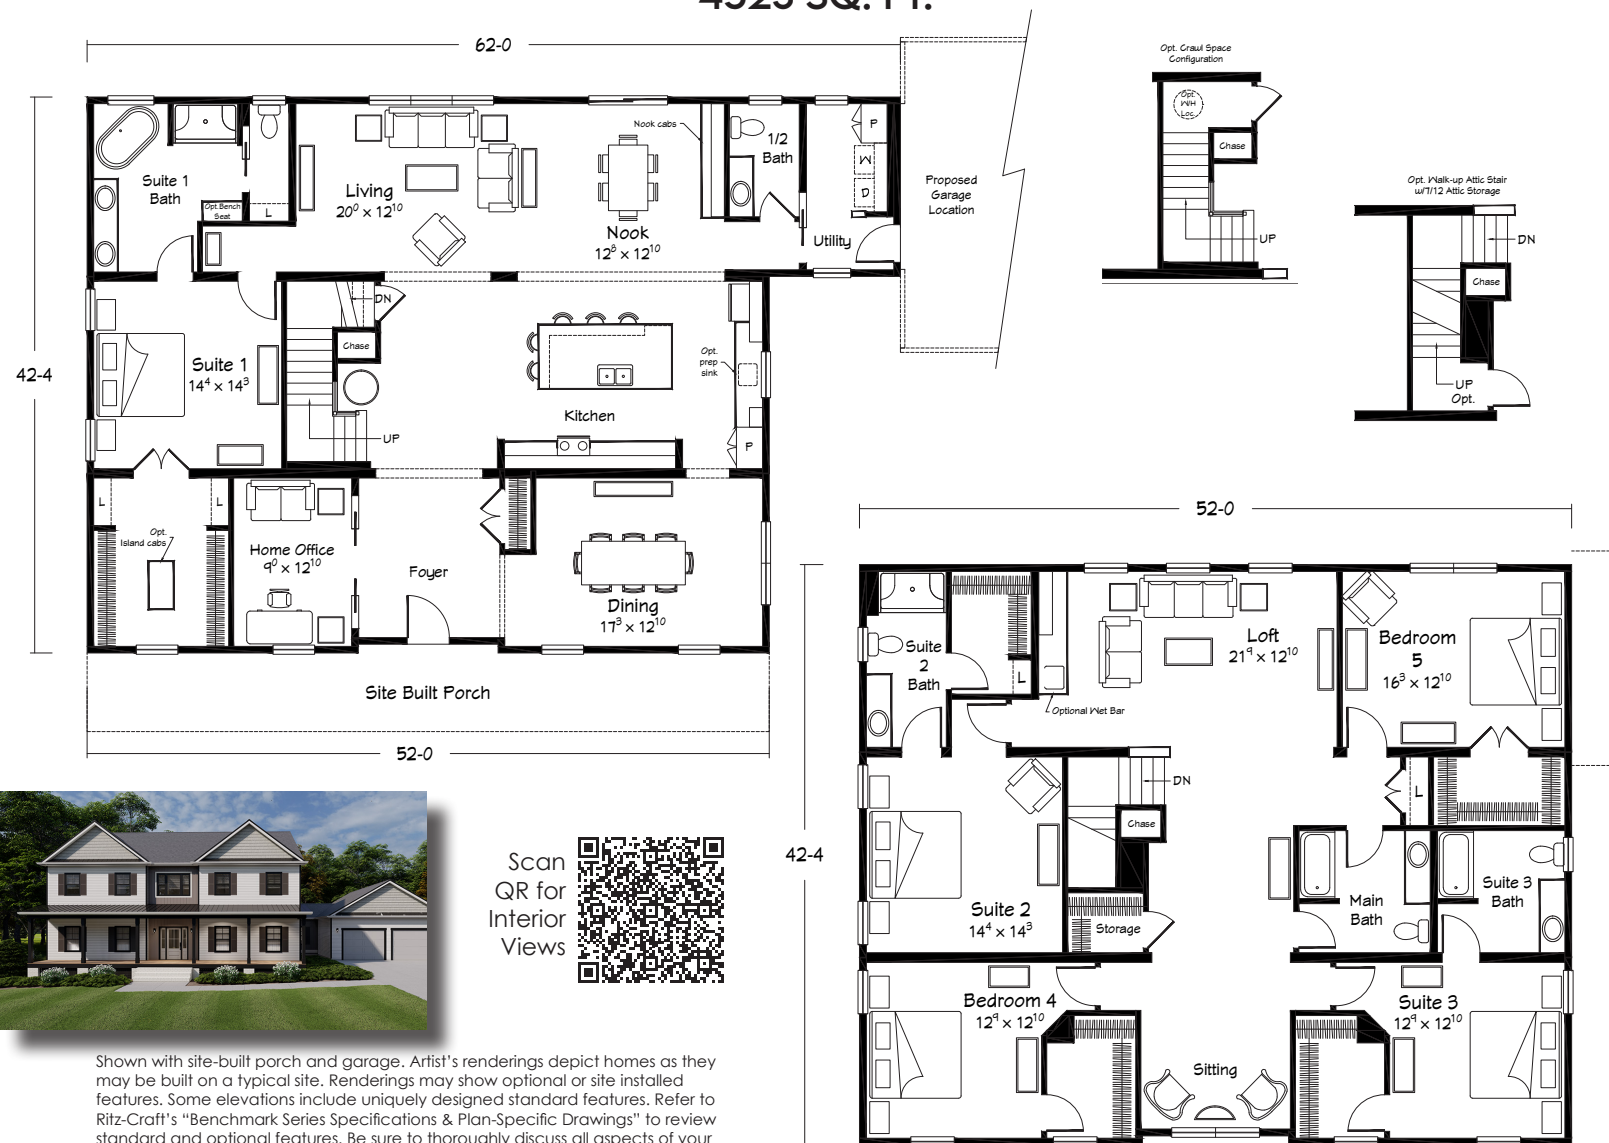 4523 SQ. FT.
62-0
Suite 1
Bath
Opt.Bench
Seat
L
Living
20⁰ x 12¹⁰
Nook cabs
Nook
12⁸ x 12¹⁰
1/2
Bath
P
W
D
Utility
Proposed
Garage
Location
42-4
Suite 1
14⁴ x 14³
DN
Chase
UP
Kitchen
Opt.
prep
sink
P
L
L
Opt.
Island cabs
Home Office
9⁰ x 12¹⁰
Foyer
Dining
17³ x 12¹⁰
Site Built Porch
52-0
Opt. Crawl Space
Configuration
Opt.
W/H
Loc.
Chase
UP
Opt. Walk-up Attic Stair
w/7/12 Attic Storage
DN
Chase
UP
Opt.
52-0
42-4
Suite
2
Bath
L
Optional Wet Bar
Loft
21⁹ x 12¹⁰
Bedroom
5
16³ x 12¹⁰
DN
Chase
L
Suite 2
14⁴ x 14³
Storage
Main
Bath
Suite 3
Bath
Bedroom 4
12⁹ x 12¹⁰
Suite 3
12⁹ x 12¹⁰
Sitting
Scan
QR for
Interior
Views
Shown with site-built porch and garage. Artist's renderings depict homes as they
may be built on a typical site. Renderings may show optional or site installed
features. Some elevations include uniquely designed standard features. Refer to
Ritz-Craft's “Benchmark Series Specifications & Plan-Specific Drawings” to review
standard and optional features. Be sure to thoroughly discuss all aspects of your